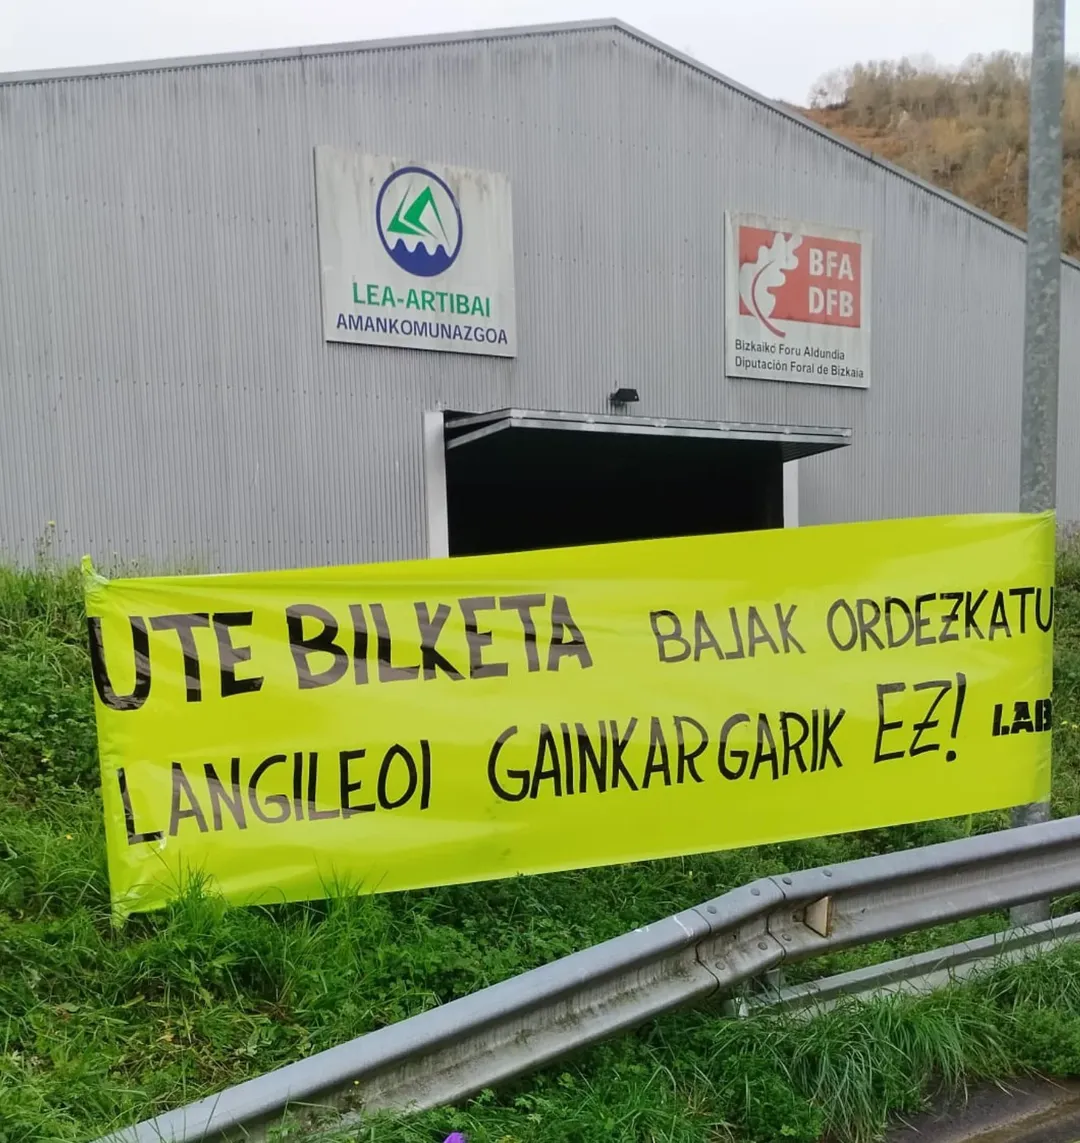 LEA-ARTIBAI
AMANKOMUNAZGOA
BFA
DFB
Bizkaiko Foru Aldundia
Diputación Foral de Bizkaia
UTE BILKETA BAJAK ORDEZKATU
LANGILEOI GAINKARGARIK EZ! LAB